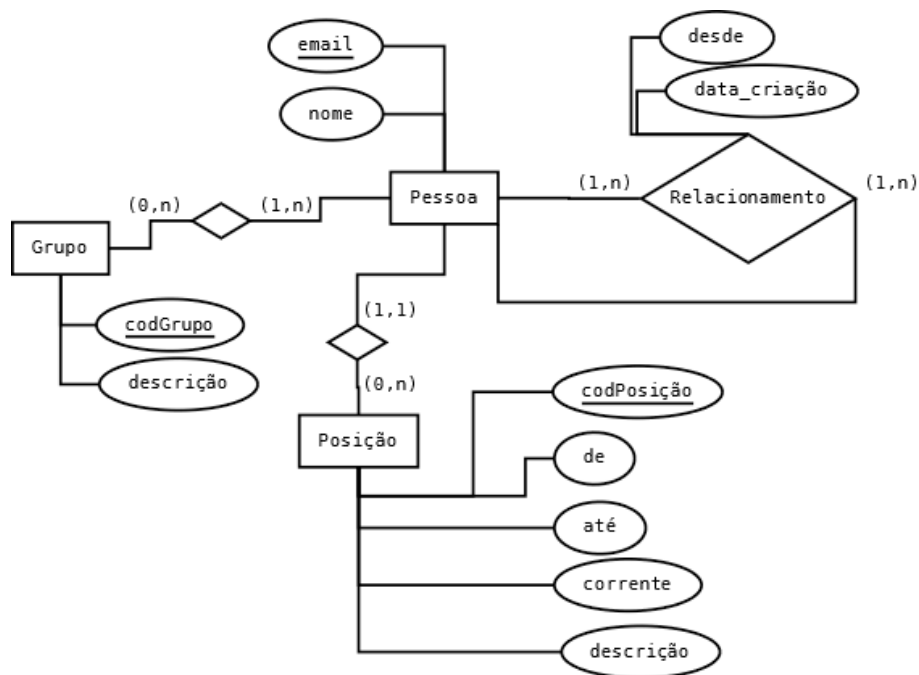 email
desde
nome
data_criação
(0,n)
(1,n)
Pessoa
(1,n)
Relacionamento
(1,n)
Grupo
(1,1)
codGrupo
descrição
(0,n)
codPosição
Posição
de
até
corrente
descrição